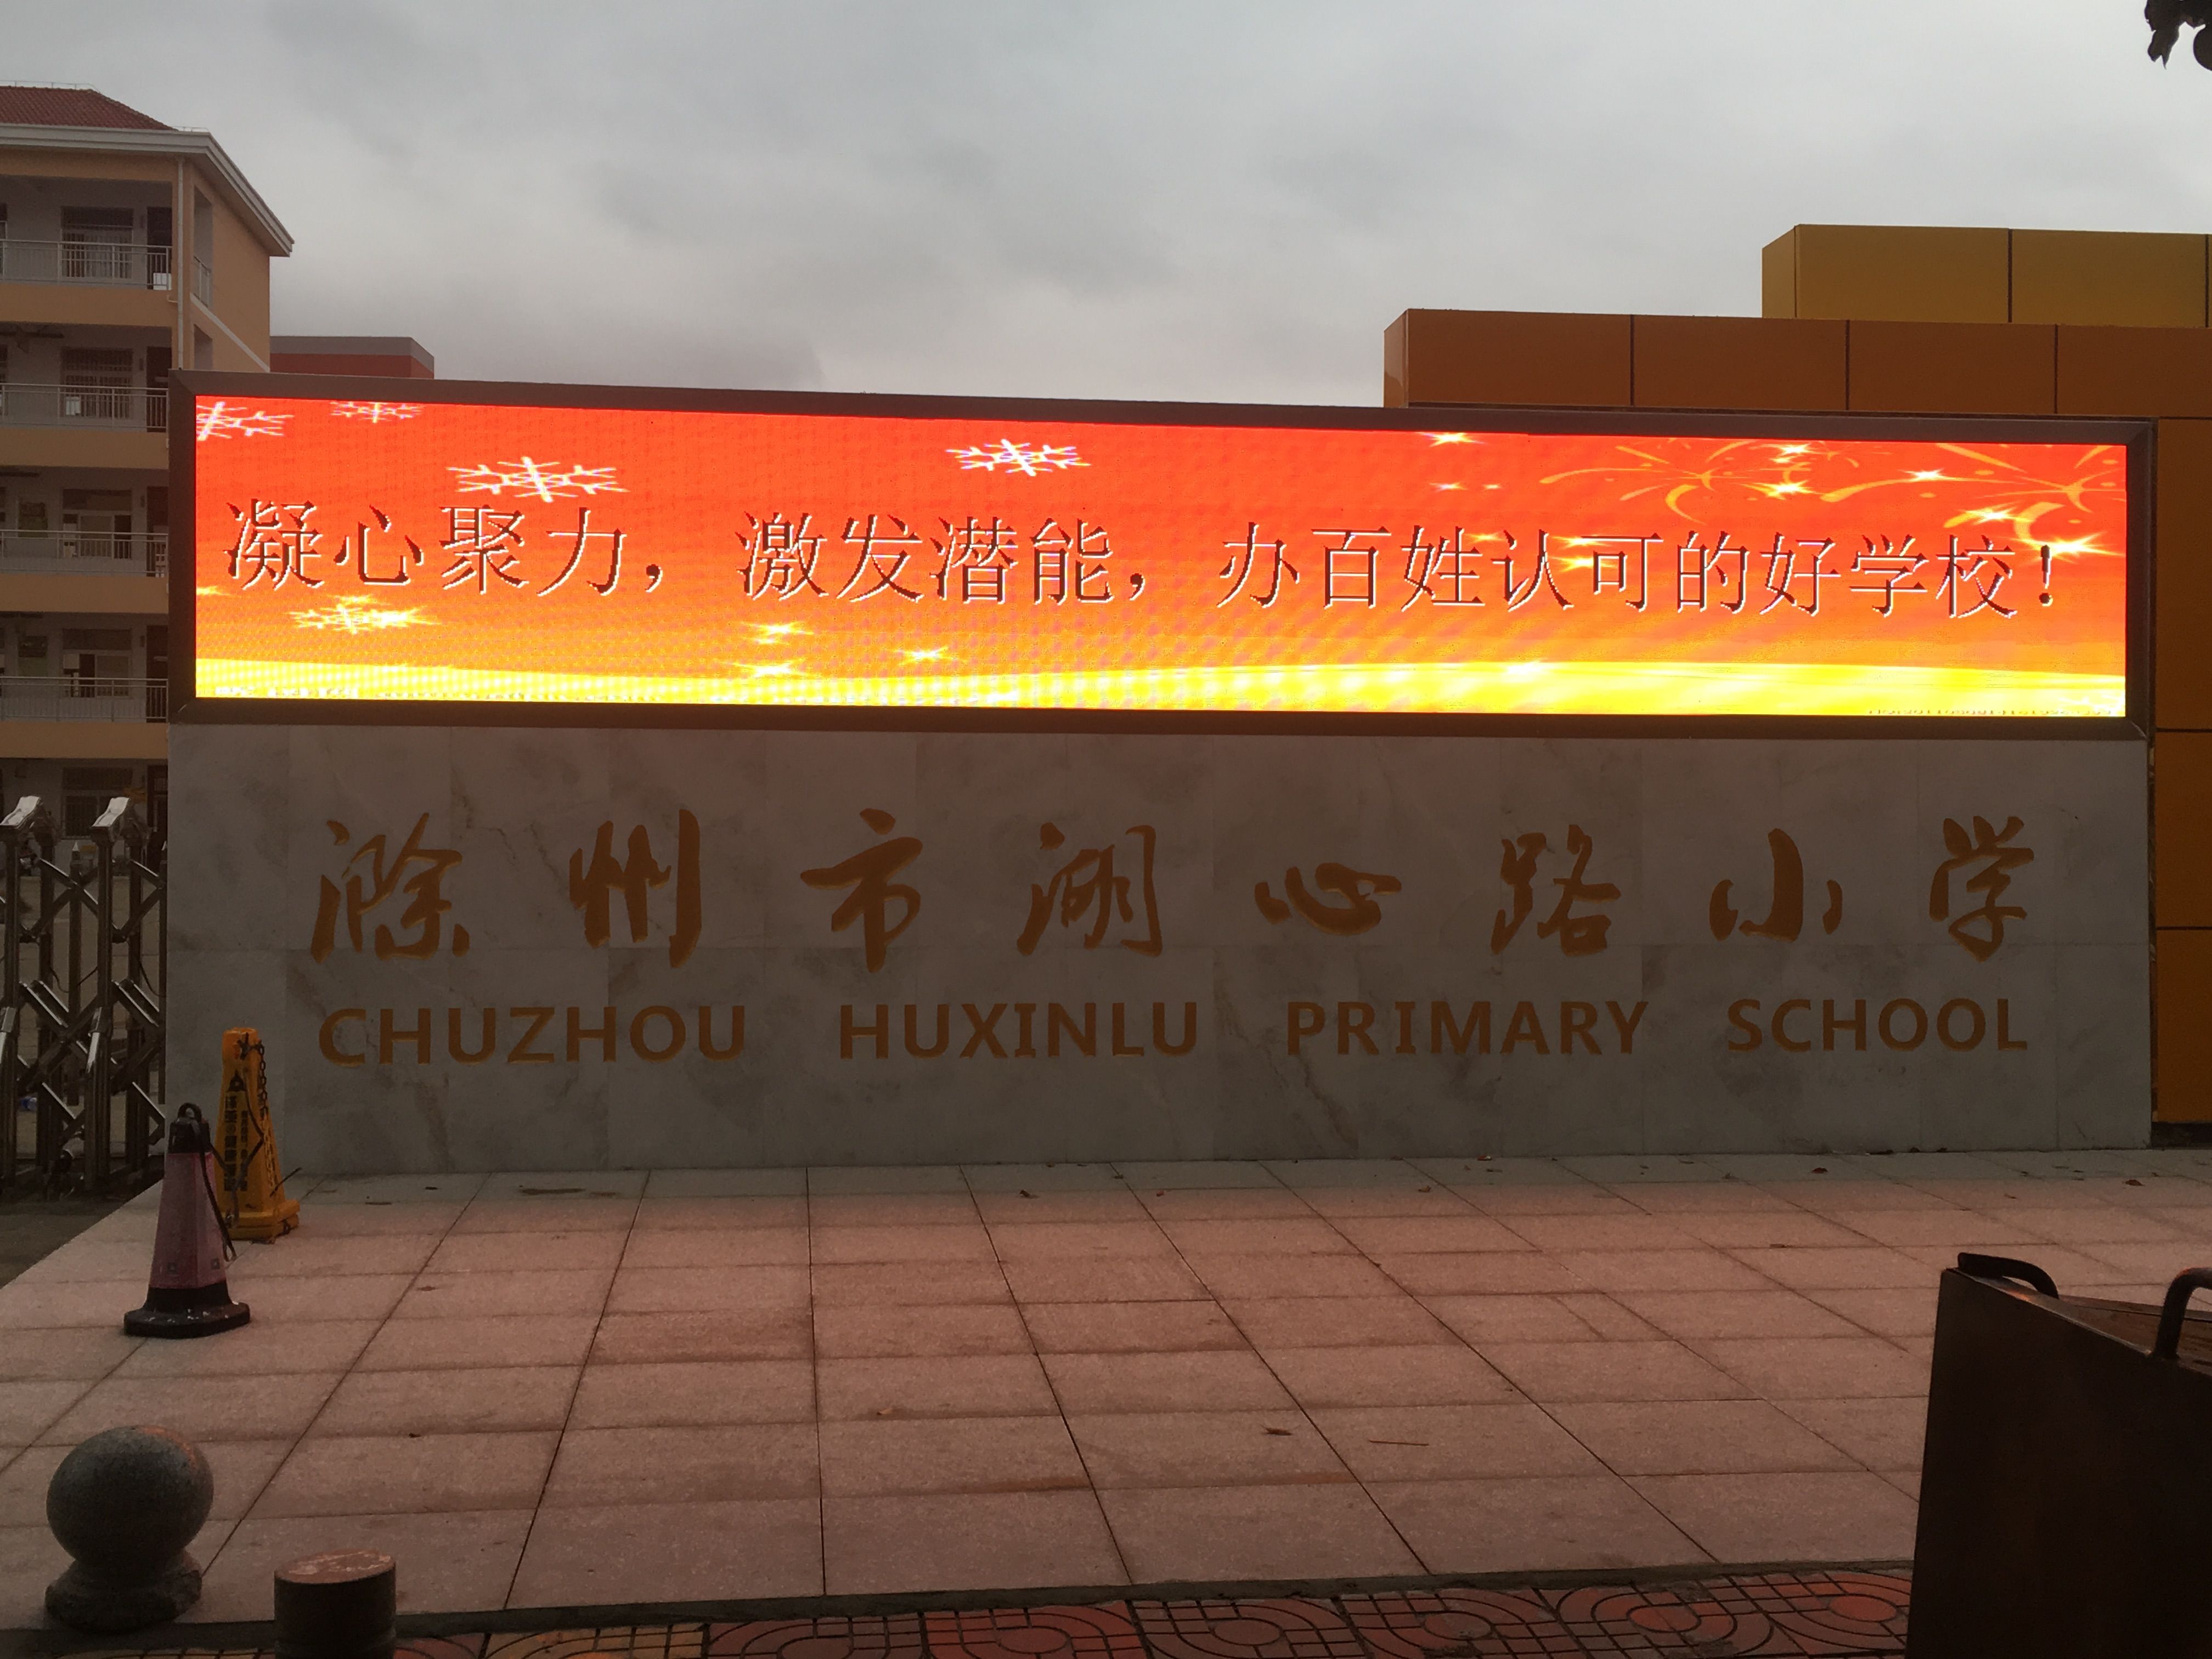 凝心聚力，激发潜能，办百姓认可的好学校！
滁州市湖心路小学
CHUZHOU HUXINLU PRIMARY SCHOOL